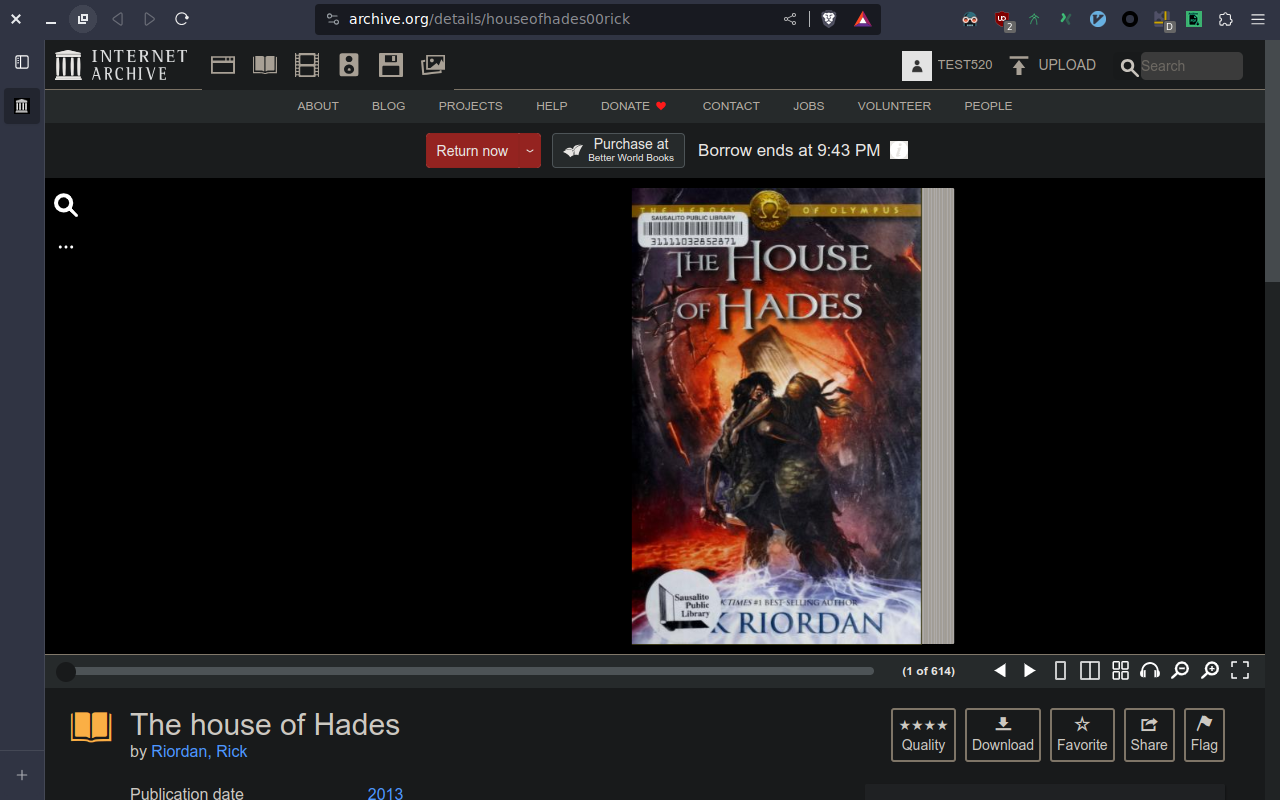 archive.org/details/houseofhades00rick
2
D
INTERNET
ARCHIVE
TEST520
UPLOAD
Search
ABOUT
BLOG
PROJECTS
HELP
DONATE
CONTACT
JOBS
VOLUNTEER
PEOPLE
Return now
Purchase at
Better World Books
Borrow ends at 9:43 PM
THE HEROES OF OLYMPUS
SAUSALITO PUBLIC LIBRARY
31111032852871
THE HOUSE
OF HADES
Sausalito
Public
Library
K TIMES #1 BEST-SELLING AUTHOR
K RIORDAN
(1 of 614)
The house of Hades
by Riordan, Rick
Quality
Download
Favorite
Share
Flag
Publication date
2013